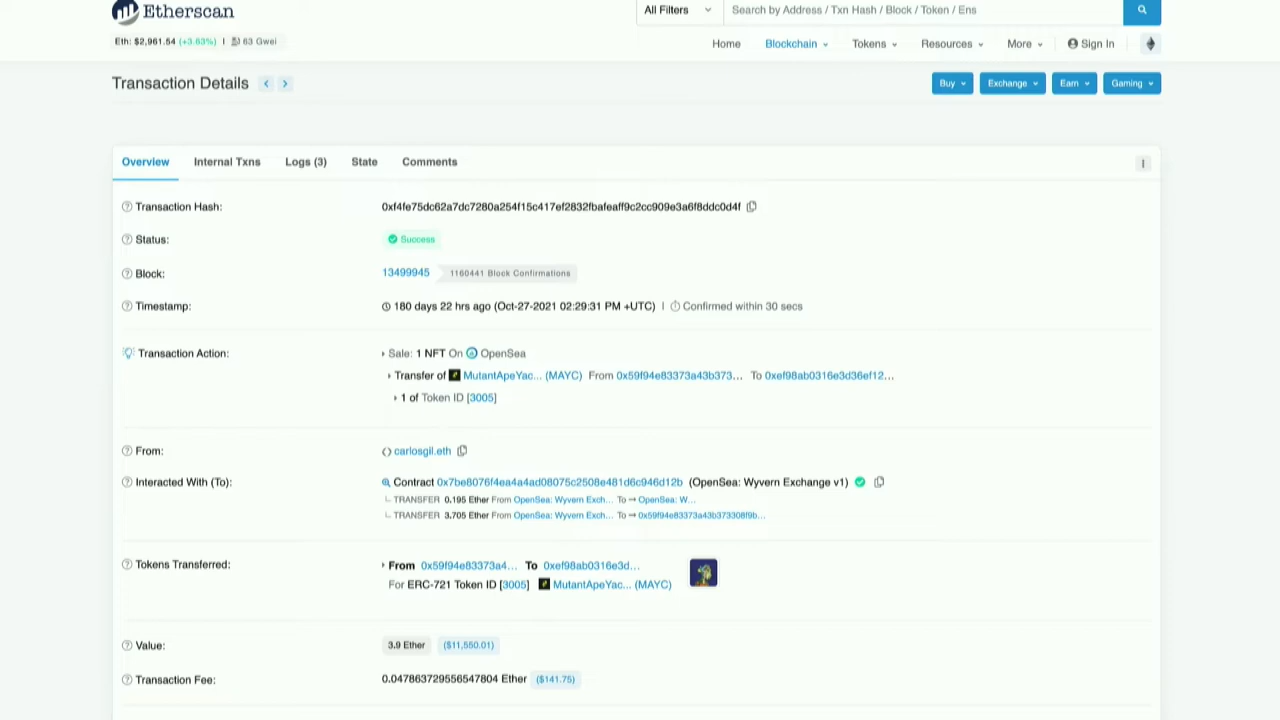 Etherscan
All Filters
Search by Address / Txn Hash / Block / Token / Ens
Eth: $2,961.54 (+3.63%) | 63 Gwei
Home Blockchain Tokens Resources More Sign In
Transaction Details
Buy Exchange Earn Gaming
Overview Internal Txns Logs (3) State Comments
Transaction Hash: 0xf4fe75dc62a7dc7280a254f15c417ef2832fbafeaff9c2cc909e3a6f8ddc0d4f
Status: Success
Block: 13499945 1160441 Block Confirmations
Timestamp: 180 days 22 hrs ago (Oct-27-2021 02:29:31 PM +UTC) | Confirmed within 30 secs
Transaction Action: Sale: 1 NFT On OpenSea
Transfer of MutantApeYac... (MAYC) From 0x59f94e83373a43b373... To 0xef98ab0316e3d36ef12...
1 of Token ID [3005]
From: carlosgil.eth
Interacted With (To): Contract 0x7be8076f4ea4a4ad08075c2508e481d6c946d12b (OpenSea: Wyvern Exchange v1)
TRANSFER 0.195 Ether From OpenSea: Wyvern Exch... To → OpenSea: W...
TRANSFER 3.705 Ether From OpenSea: Wyvern Exch... To → 0x59f94e83373a43b373308f9b...
Tokens Transferred: From 0x59f94e83373a4... To 0xef98ab0316e3d...
For ERC-721 Token ID [3005] MutantApeYac... (MAYC)
Value: 3.9 Ether ($11,550.01)
Transaction Fee: 0.047863729556547804 Ether ($141.75)